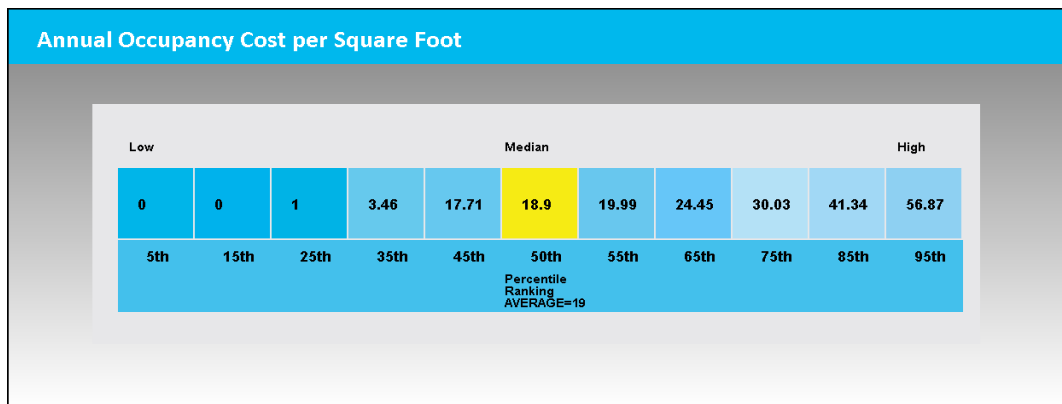 Annual Occupancy Cost per Square Foot
Low Median High
0 0 1 3.46 17.71 18.9 19.99 24.45 30.03 41.34 56.87
5th 15th 25th 35th 45th 50th 55th 65th 75th 85th 95th
Percentile
Ranking
AVERAGE=19